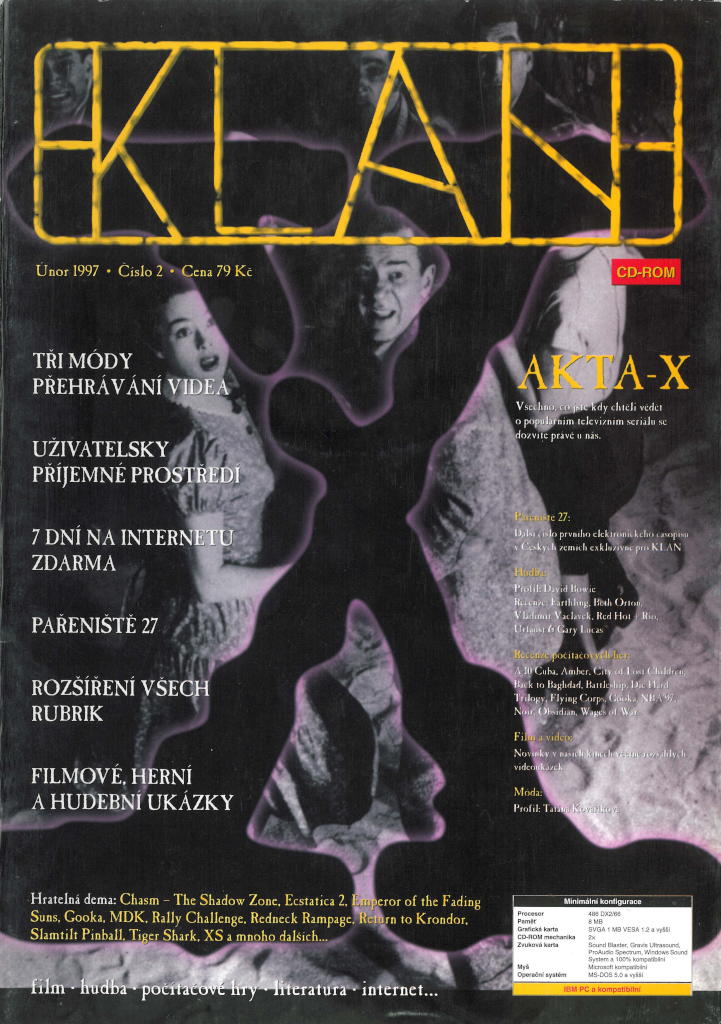 KLAN
Únor 1997 • Číslo 2 • Cena 79 Kč
CD-ROM
TŘI MÓDY
PŘEHRÁVÁNÍ VIDEA
UŽIVATELSKY
PŘÍJEMNÉ PROSTŘEDÍ
7 DNÍ NA INTERNETU
ZDARMA
PAŘENIŠTĚ 27
ROZŠÍŘENÍ VŠECH
RUBRIK
FILMOVÉ, HERNÍ
A HUDEBNÍ UKÁZKY
AKTA-X
Všechno, co jste kdy chtěli vědět
o populárním televizním seriálu se
dozvíte právě u nás.
Pařeniště 27:
Další číslo prvního elektronického časopisu
v Českých zemích exkluzivně pro KLAN
Hudba:
Profil: David Bowie
Recenze: Earthling, Beth Orton,
Vladimír Václavek, Red Hot + Rio,
Urfaust & Gary Lucas
Recenze počítačových her:
A-10 Cuba, Amber, City of Lost Children,
Back to Baghdad, Battleship, Die Hard
Trilogy, Flying Corps, Gooka, NBA '97,
Noir, Obsidian, Wages of War
Film a video:
Novinky v našich kinech včetně rozsáhlých
videoukázek
Móda:
Profil: Taťána Kovaříková
Hratelná dema: Chasm – The Shadow Zone, Ecstatica 2, Emperor of the Fading
Suns, Gooka, MDK, Rally Challenge, Redneck Rampage, Return to Krondor,
Slamtilt Pinball, Tiger Shark, XS a mnoho dalších...
film · hudba · počítačové hry · literatura · internet...
Minimální konfigurace
Procesor 486 DX2/66
Paměť 8 MB
Grafická karta SVGA 1 MB VESA 1.2 a vyšší
CD-ROM mechanika 2x
Zvuková karta Sound Blaster, Gravis Ultrasound,
ProAudio Spectrum, Windows Sound
System a 100% kompatibilní
Myš Microsoft kompatibilní
Operační systém MS-DOS 5.0 a vyšší
IBM PC a kompatibilní